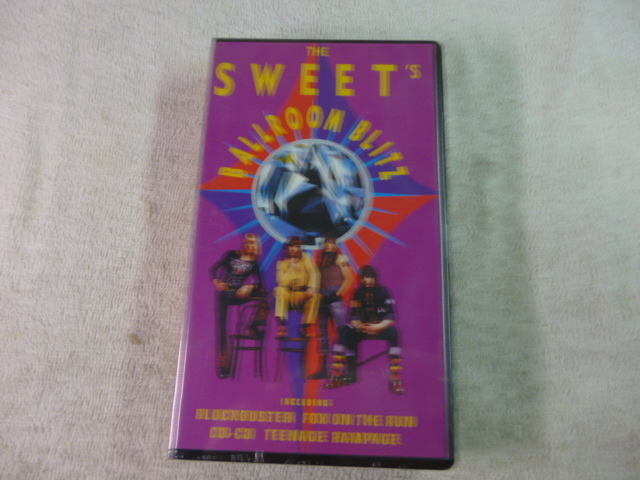 THE
SWEET'S
BALLROOM BLITZ
INCLUDING:
BLOCKBUSTER FOX ON THE RUN
CO-CO TEENAGE RAMPAGE